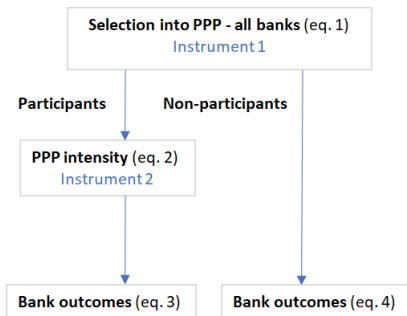 Selection into PPP - all banks (eq. 1)
Instrument 1
Participants
Non-participants
PPP intensity (eq. 2)
Instrument 2
Bank outcomes (eq. 3)
Bank outcomes (eq. 4)